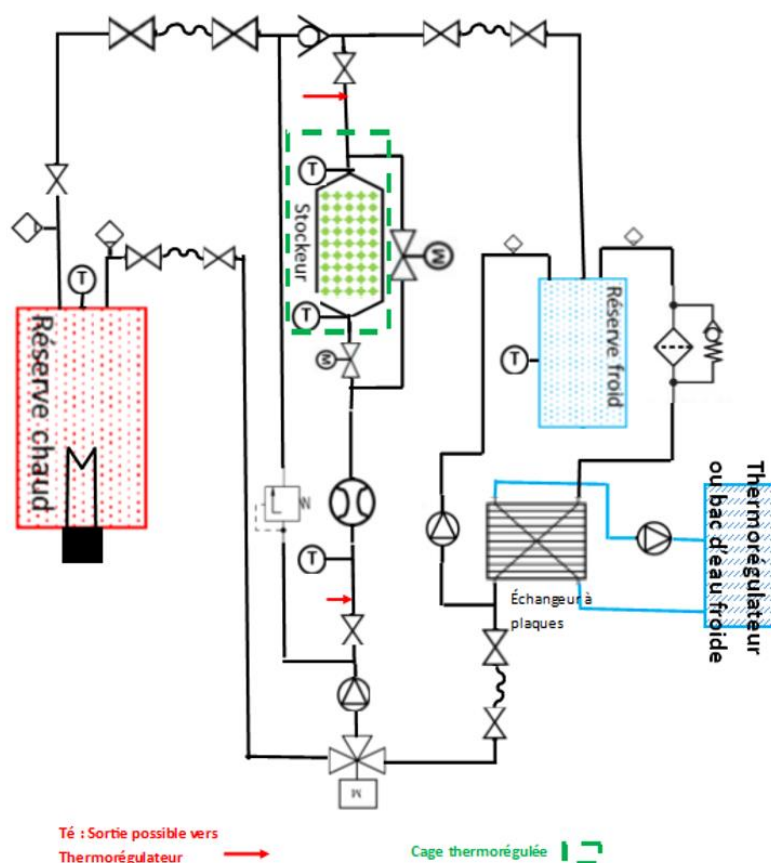 T
Stockeur
M
T
M
T
Réserve chaud
T
Réserve froid
T
Thermorégulateur
ou bac d'eau froide
Échangeur à
plaques
M
Té : Sortie possible vers
Thermorégulateur
Cage thermorégulée